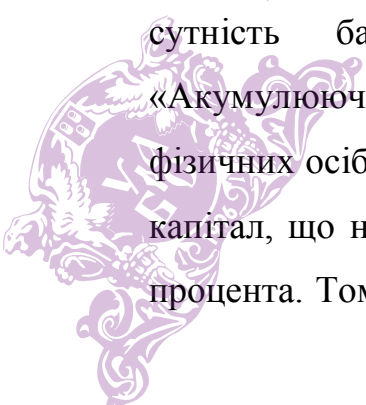 сутність ба
«Акумулююч
фізичних осіб
капітал, що н
процента. Том